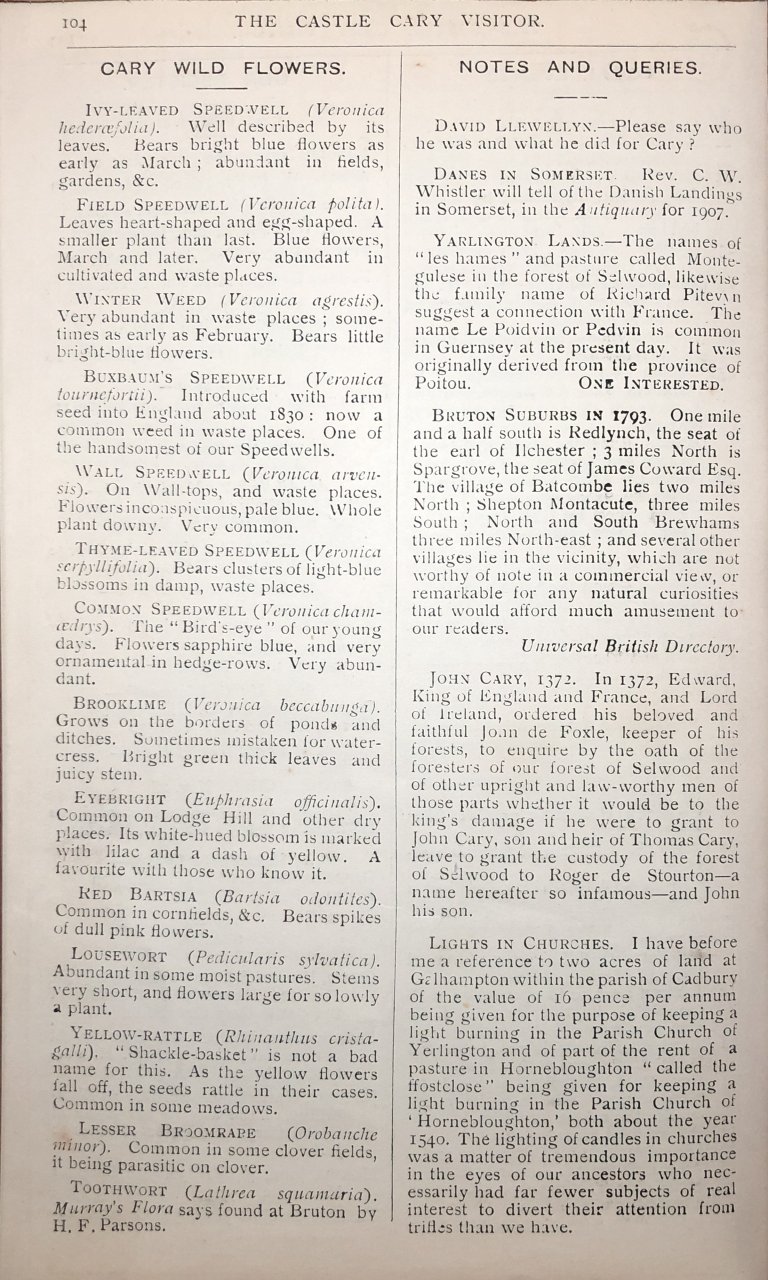 104 THE CASTLE CARY VISITOR.
CARY WILD FLOWERS.
IVY-LEAVED SPEEDWELL (Veronica
hederæfolia). Well described by its
leaves. Bears bright blue flowers as
early as March ; abundant in fields,
gardens, &c.
FIELD SPEEDWELL (Veronica polita).
Leaves heart-shaped and egg-shaped. A
smaller plant than last. Blue flowers,
March and later. Very abundant in
cultivated and waste places.
WINTER WEED (Veronica agrestis).
Very abundant in waste places ; some-
times as early as February. Bears little
bright-blue flowers.
BUXBAUM'S SPEEDWELL (Veronica
tournefortii). Introduced with farm
seed into England about 1830 : now a
common weed in waste places. One of
the handsomest of our Speedwells.
WALL SPEEDWELL (Veronica arven-
sis). On Wall-tops, and waste places.
Flowers inconspicuous, pale blue. Whole
plant downy. Very common.
THYME-LEAVED SPEEDWELL (Veronica
serpyllifolia). Bears clusters of light-blue
blossoms in damp, waste places.
COMMON SPEEDWELL (Veronica cham-
ædrys). The "Bird's-eye" of our young
days. Flowers sapphire blue, and very
ornamental in hedge-rows. Very abun-
dant.
BROOKLIME (Veronica beccabunga).
Grows on the borders of ponds and
ditches. Sometimes mistaken for water-
cress. Bright green thick leaves and
juicy stem.
EYEBRIGHT (Euphrasia officinalis).
Common on Lodge Hill and other dry
places. Its white-hued blossom is marked
with lilac and a dash of yellow. A
favourite with those who know it.
RED BARTSIA (Bartsia odontites).
Common in cornfields, &c. Bears spikes
of dull pink flowers.
LOUSEWORT (Pedicularis sylvatica).
Abundant in some moist pastures. Stems
very short, and flowers large for so lowly
a plant.
YELLOW-RATTLE (Rhinanthus crista-
galli). "Shackle-basket" is not a bad
name for this. As the yellow flowers
fall off, the seeds rattle in their cases.
Common in some meadows.
LESSER BROOMRAPE (Orobanche
minor). Common in some clover fields,
it being parasitic on clover.
TOOTHWORT (Lathrea squamaria).
Murray's Flora says found at Bruton by
H. F. Parsons.
NOTES AND QUERIES.
DAVID LLEWELLYN.—Please say who
he was and what he did for Cary ?
DANES IN SOMERSET. Rev. C. W.
Whistler will tell of the Danish Landings
in Somerset, in the Antiquary for 1907.
YARLINGTON LANDS.—The names of
"les hames" and pasture called Monte-
gulese in the forest of Selwood, likewise
the family name of Richard Pitevin
suggest a connection with France. The
name Le Poidvin or Pedvin is common
in Guernsey at the present day. It was
originally derived from the province of
Poitou. ONE INTERESTED.
BRUTON SUBURBS IN 1793. One mile
and a half south is Redlynch, the seat of
the earl of Ilchester ; 3 miles North is
Spargrove, the seat of James Coward Esq.
The village of Batcombe lies two miles
North ; Shepton Montacute, three miles
South ; North and South Brewhams
three miles North-east ; and several other
villages lie in the vicinity, which are not
worthy of note in a commercial view, or
remarkable for any natural curiosities
that would afford much amusement to
our readers.
Universal British Directory.
JOHN CARY, 1372. In 1372, Edward,
King of England and France, and Lord
of Ireland, ordered his beloved and
faithful John de Foxle, keeper of his
forests, to enquire by the oath of the
foresters of our forest of Selwood and
of other upright and law-worthy men of
those parts whether it would be to the
king's damage if he were to grant to
John Cary, son and heir of Thomas Cary,
leave to grant the custody of the forest
of Selwood to Roger de Stourton—a
name hereafter so infamous—and John
his son.
LIGHTS IN CHURCHES. I have before
me a reference to two acres of land at
Galhampton within the parish of Cadbury
of the value of 16 pence per annum
being given for the purpose of keeping a
light burning in the Parish Church of
Yerlington and of part of the rent of a
pasture in Hornebloughton "called the
ffostclose" being given for keeping a
light burning in the Parish Church of
'Hornebloughton,' both about the year
1540. The lighting of candles in churches
was a matter of tremendous importance
in the eyes of our ancestors who nec-
essarily had far fewer subjects of real
interest to divert their attention from
trifles than we have.